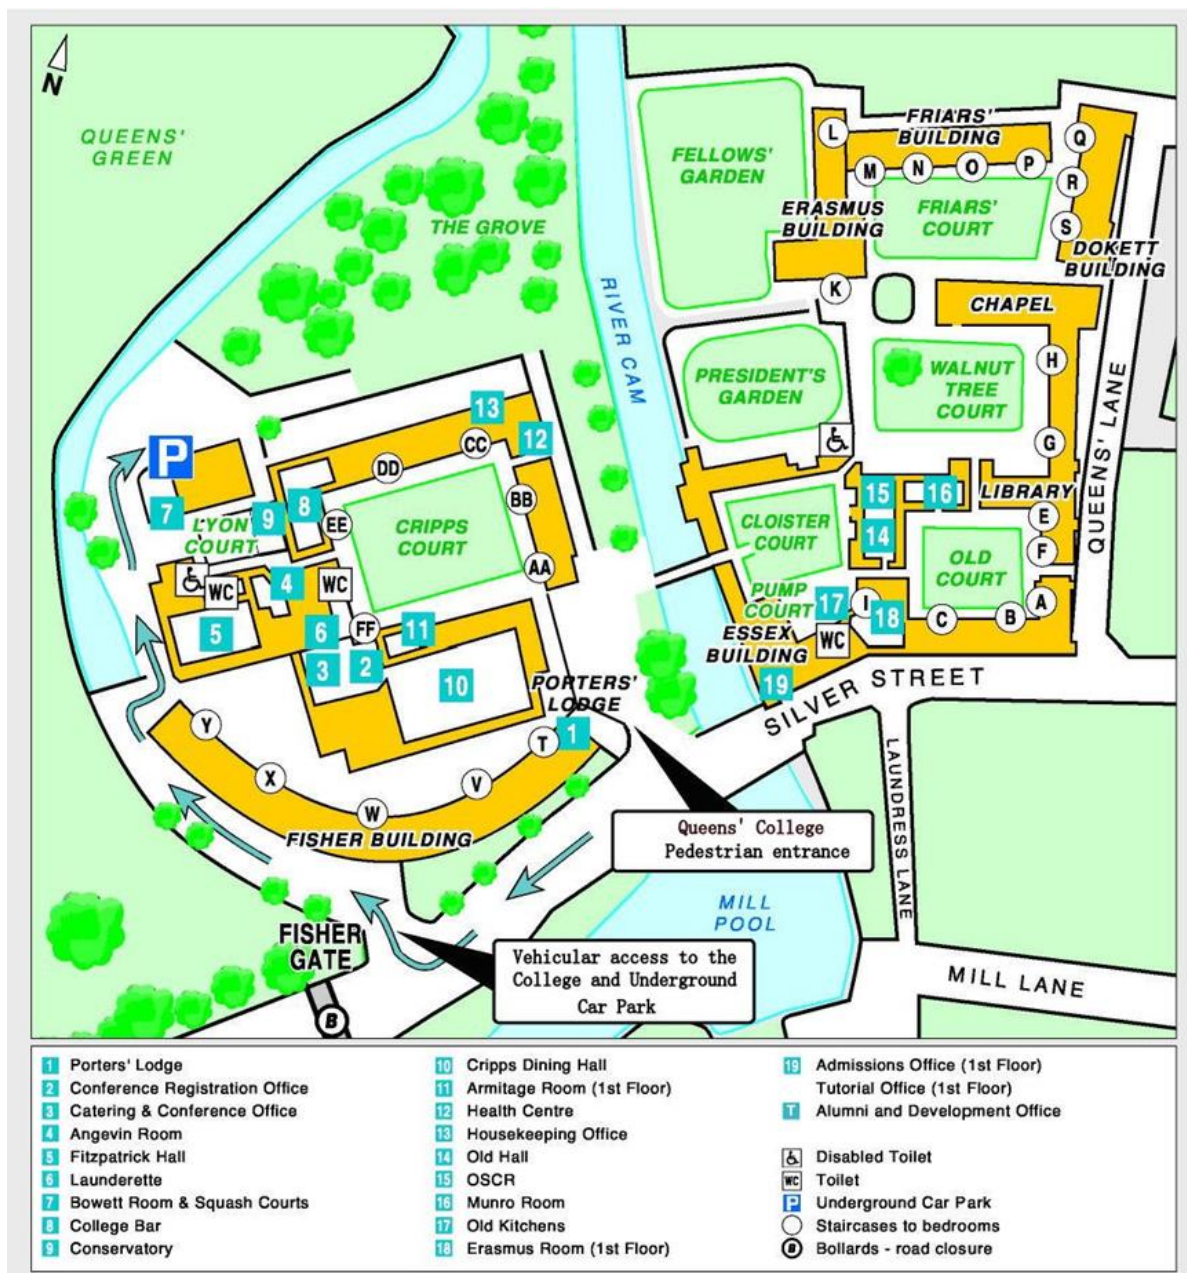 N
QUEENS'
GREEN
THE GROVE
RIVER CAM
FELLOWS'
GARDEN
FRIARS'
BUILDING
L
M
N
O
P
Q
R
S
ERASMUS
BUILDING
FRIARS'
COURT
DOKETT
BUILDING
K
CHAPEL
PRESIDENT'S
GARDEN
WALNUT
TREE
COURT
H
G
QUEENS' LANE
P
7
LYON
COURT
9
8
13
12
CC
DD
EE
BB
AA
CRIPPS
COURT
WC
4
WC
5
6
FF
11
3
2
10
PORTERS'
LODGE
1
T
Y
X
W
V
FISHER BUILDING
CLOISTER
COURT
15
16
14
LIBRARY
E
F
OLD
COURT
PUMP
COURT
17
I
18
C
B
A
WC
ESSEX
BUILDING
19
SILVER STREET
LAUNDRESS LANE
MILL LANE
MILL
POOL
Queens' College
Pedestrian entrance
Vehicular access to the
College and Underground
Car Park
FISHER
GATE
B
1 Porters' Lodge
2 Conference Registration Office
3 Catering & Conference Office
4 Angevin Room
5 Fitzpatrick Hall
6 Launderette
7 Bowett Room & Squash Courts
8 College Bar
9 Conservatory
10 Cripps Dining Hall
11 Armitage Room (1st Floor)
12 Health Centre
13 Housekeeping Office
14 Old Hall
15 OSCR
16 Munro Room
17 Old Kitchens
18 Erasmus Room (1st Floor)
19 Admissions Office (1st Floor)
Tutorial Office (1st Floor)
T Alumni and Development Office
Disabled Toilet
WC Toilet
P Underground Car Park
Staircases to bedrooms
B Bollards - road closure